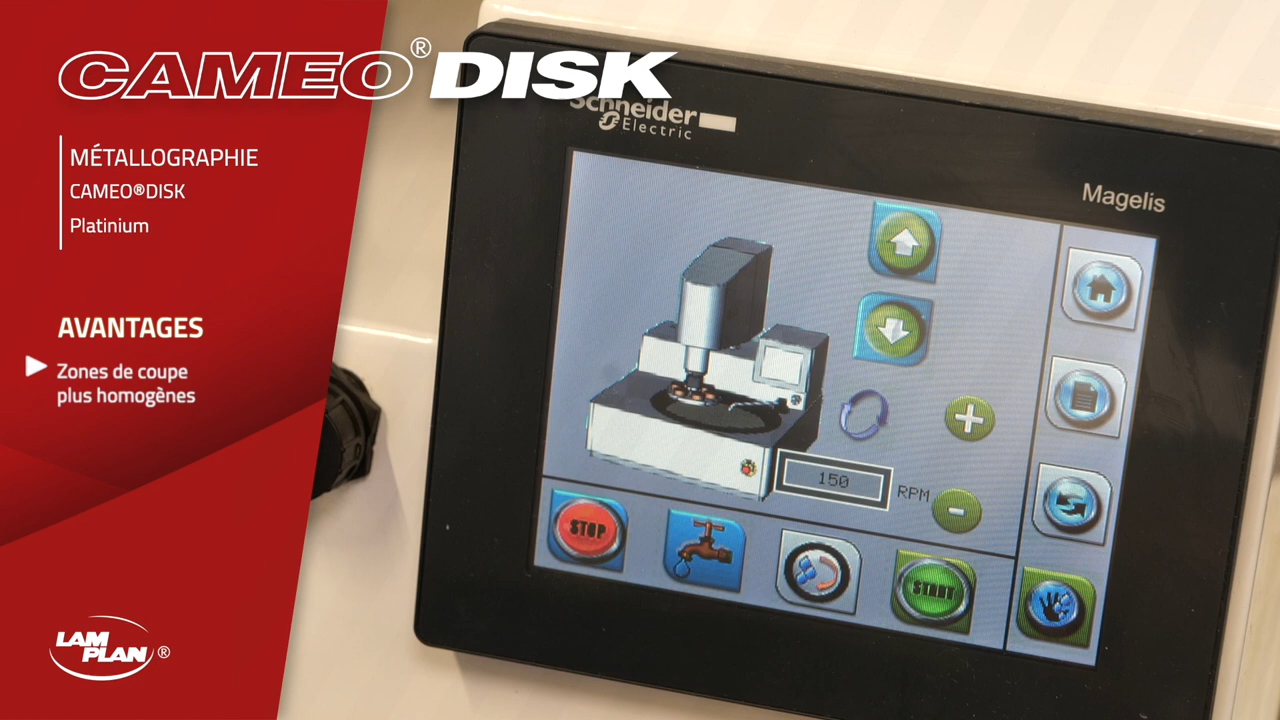 CAMEO®DISK
MÉTALLOGRAPHIE
CAMEO®DISK
Platinium
AVANTAGES
Zones de coupe
plus homogènes
LAM
PLAN ®
Schneider
Electric
Magelis
150
RPM
STOP
START